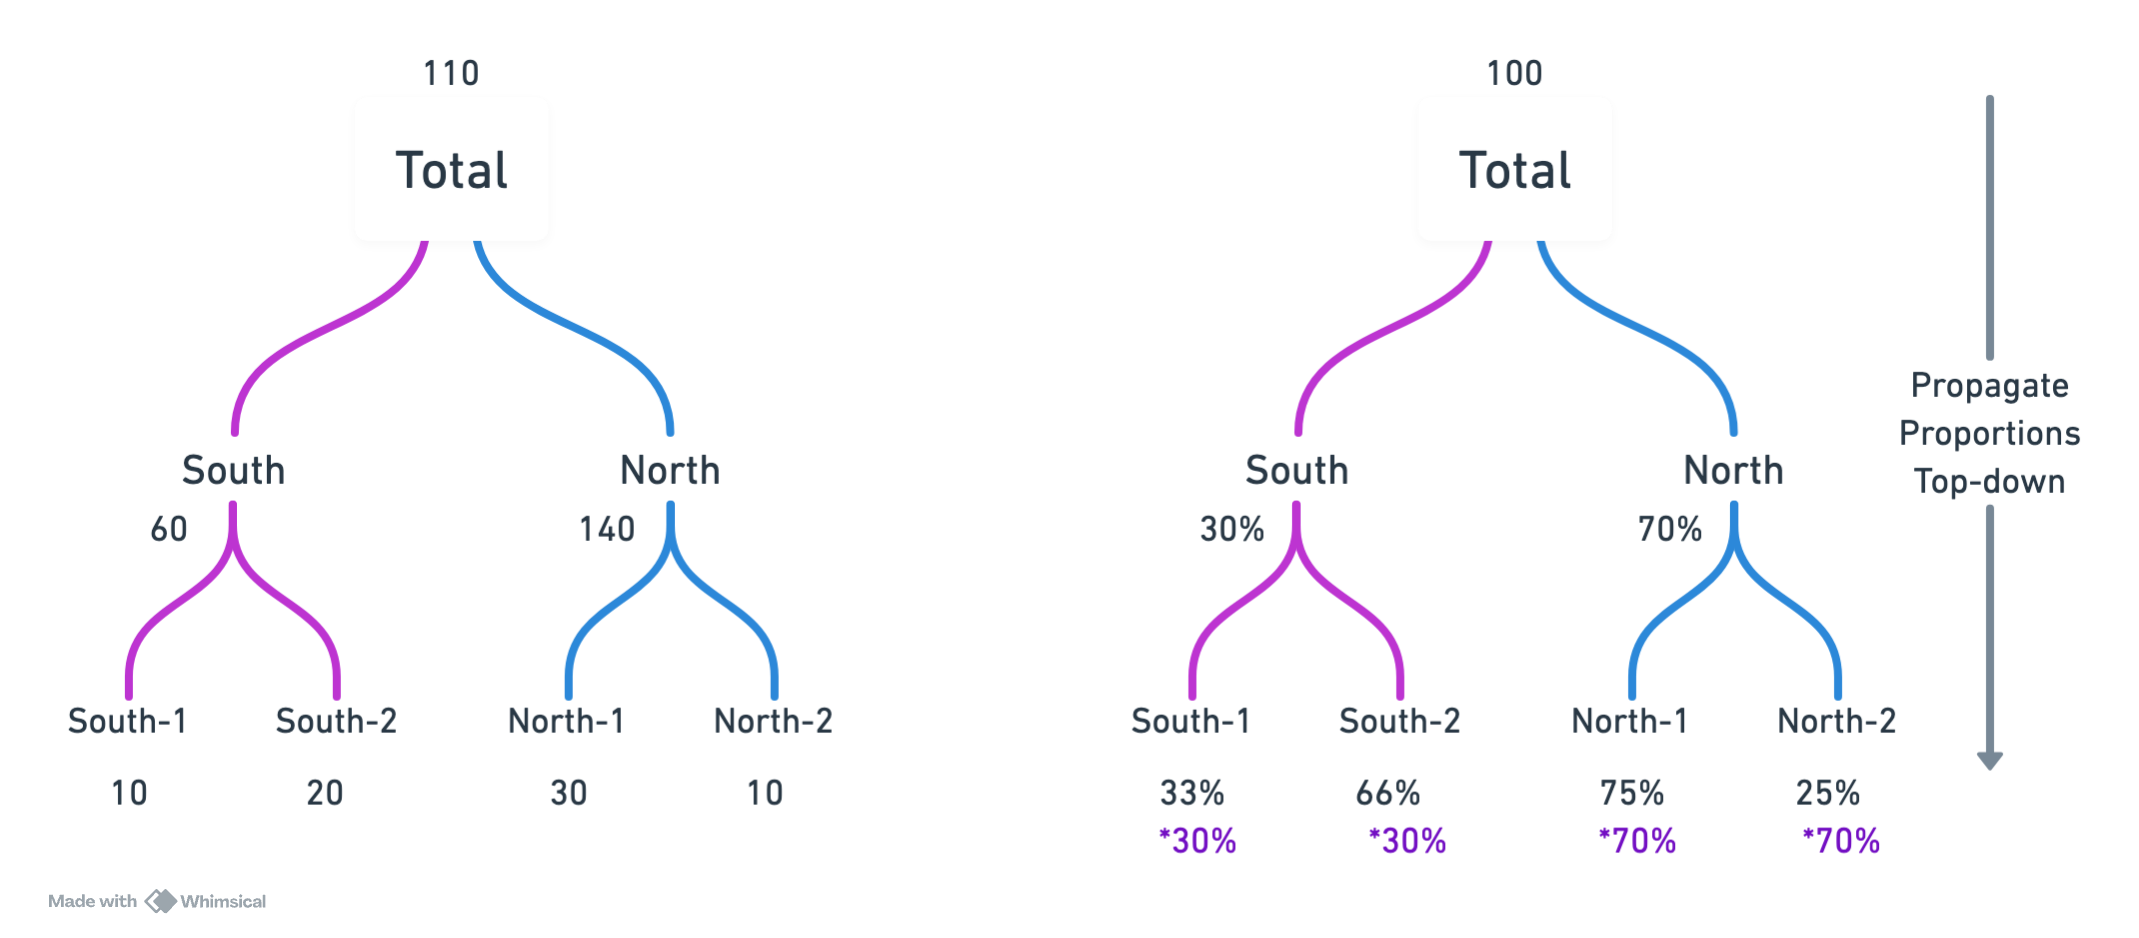 110
Total
South
North
60
140
South-1
South-2
North-1
North-2
10
20
30
10
100
Total
South
North
30%
70%
South-1
South-2
North-1
North-2
33%
66%
75%
25%
*30%
*30%
*70%
*70%
Propagate
Proportions
Top-down
Made with Whimsical